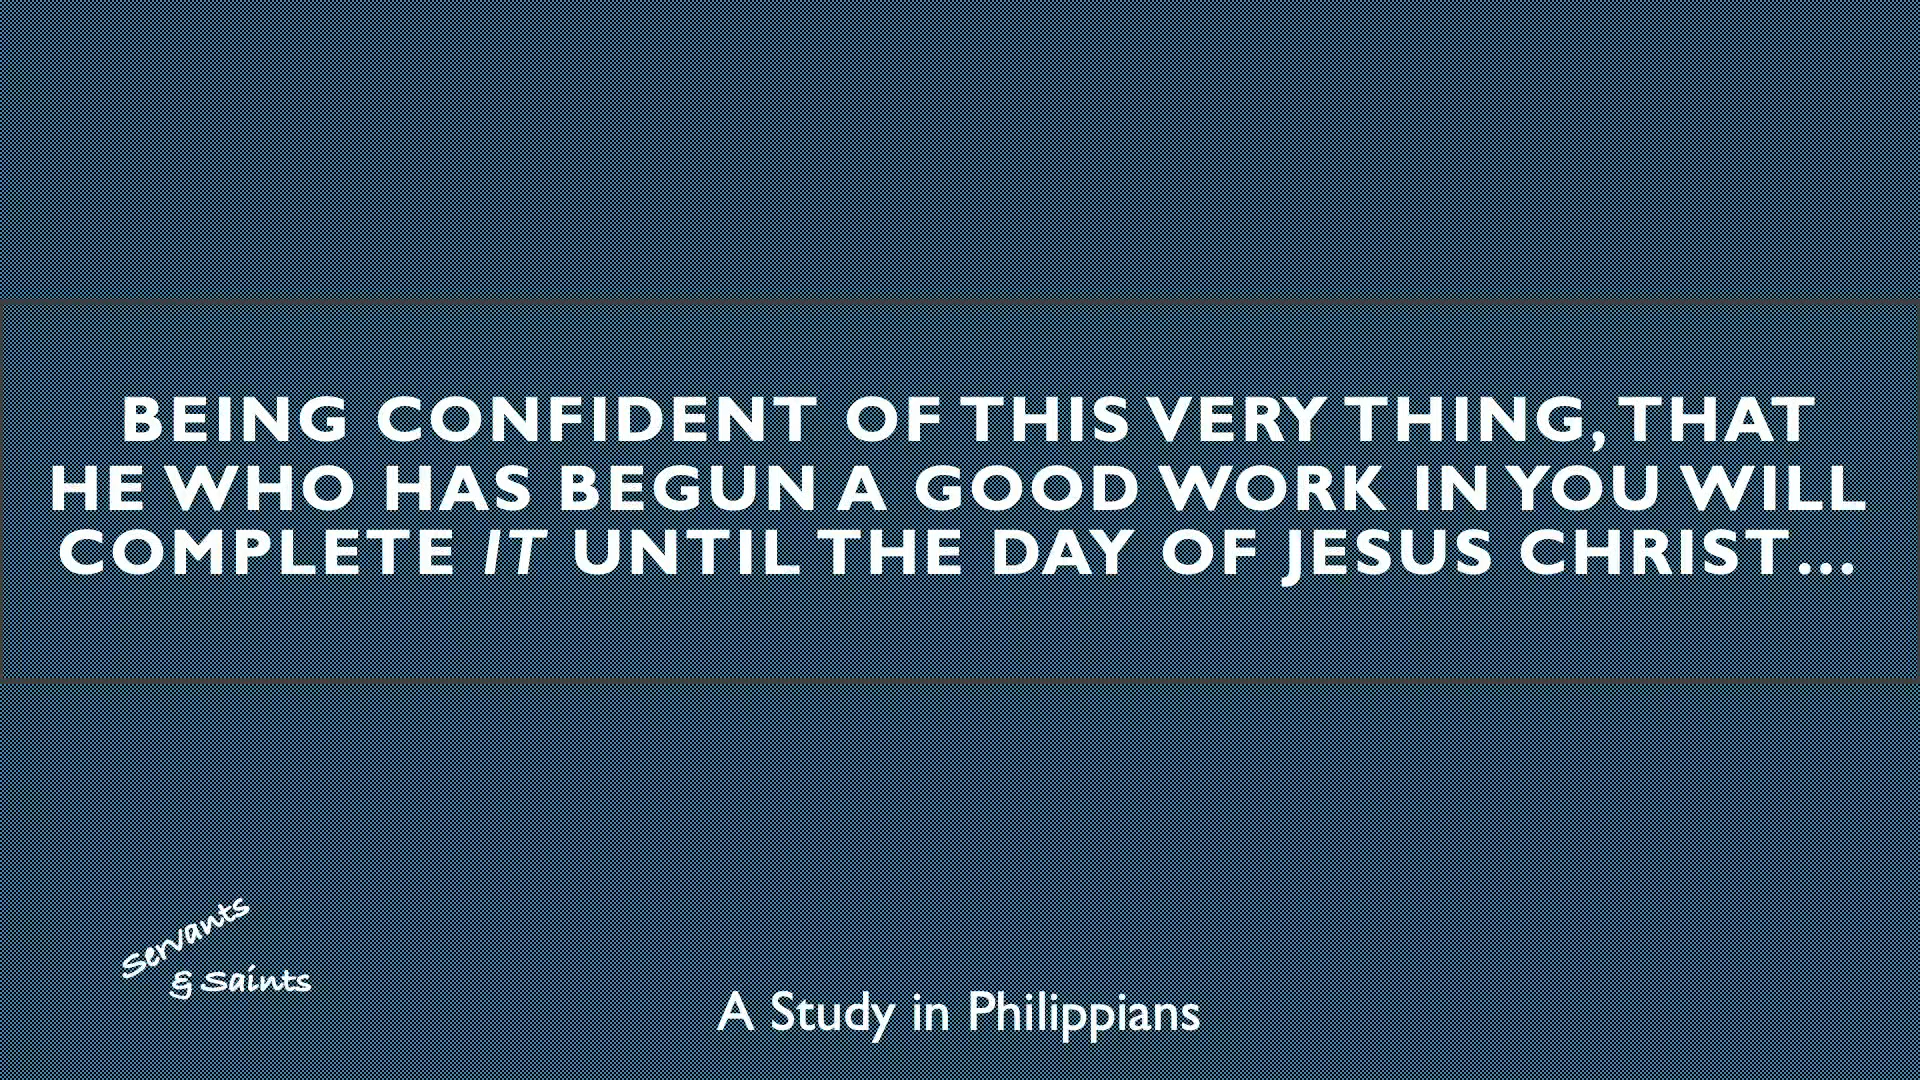 BEING CONFIDENT OF THIS VERY THING, THAT
HE WHO HAS BEGUN A GOOD WORK IN YOU WILL
COMPLETE IT UNTIL THE DAY OF JESUS CHRIST...
Servants
& Saints
A Study in Philippians